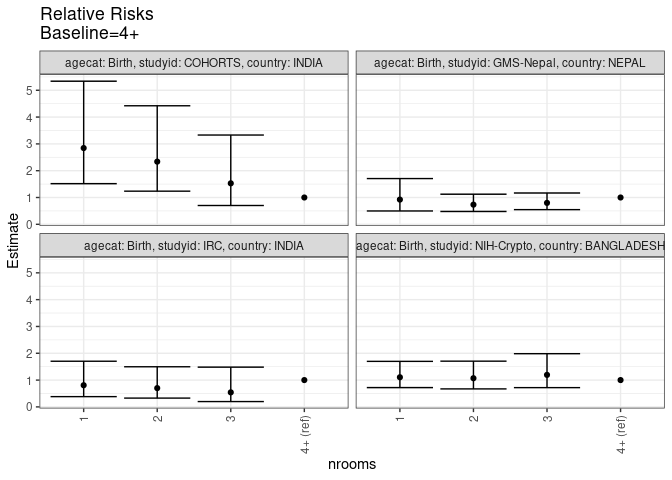 Relative Risks
Baseline=4+
agecat: Birth, studyid: COHORTS, country: INDIA
agecat: Birth, studyid: GMS-Nepal, country: NEPAL
5
4
3
2
1
0
agecat: Birth, studyid: IRC, country: INDIA
agecat: Birth, studyid: NIH-Crypto, country: BANGLADESH
5
4
3
2
1
0
Estimate
1
2
3
4+ (ref)
1
2
3
4+ (ref)
nrooms